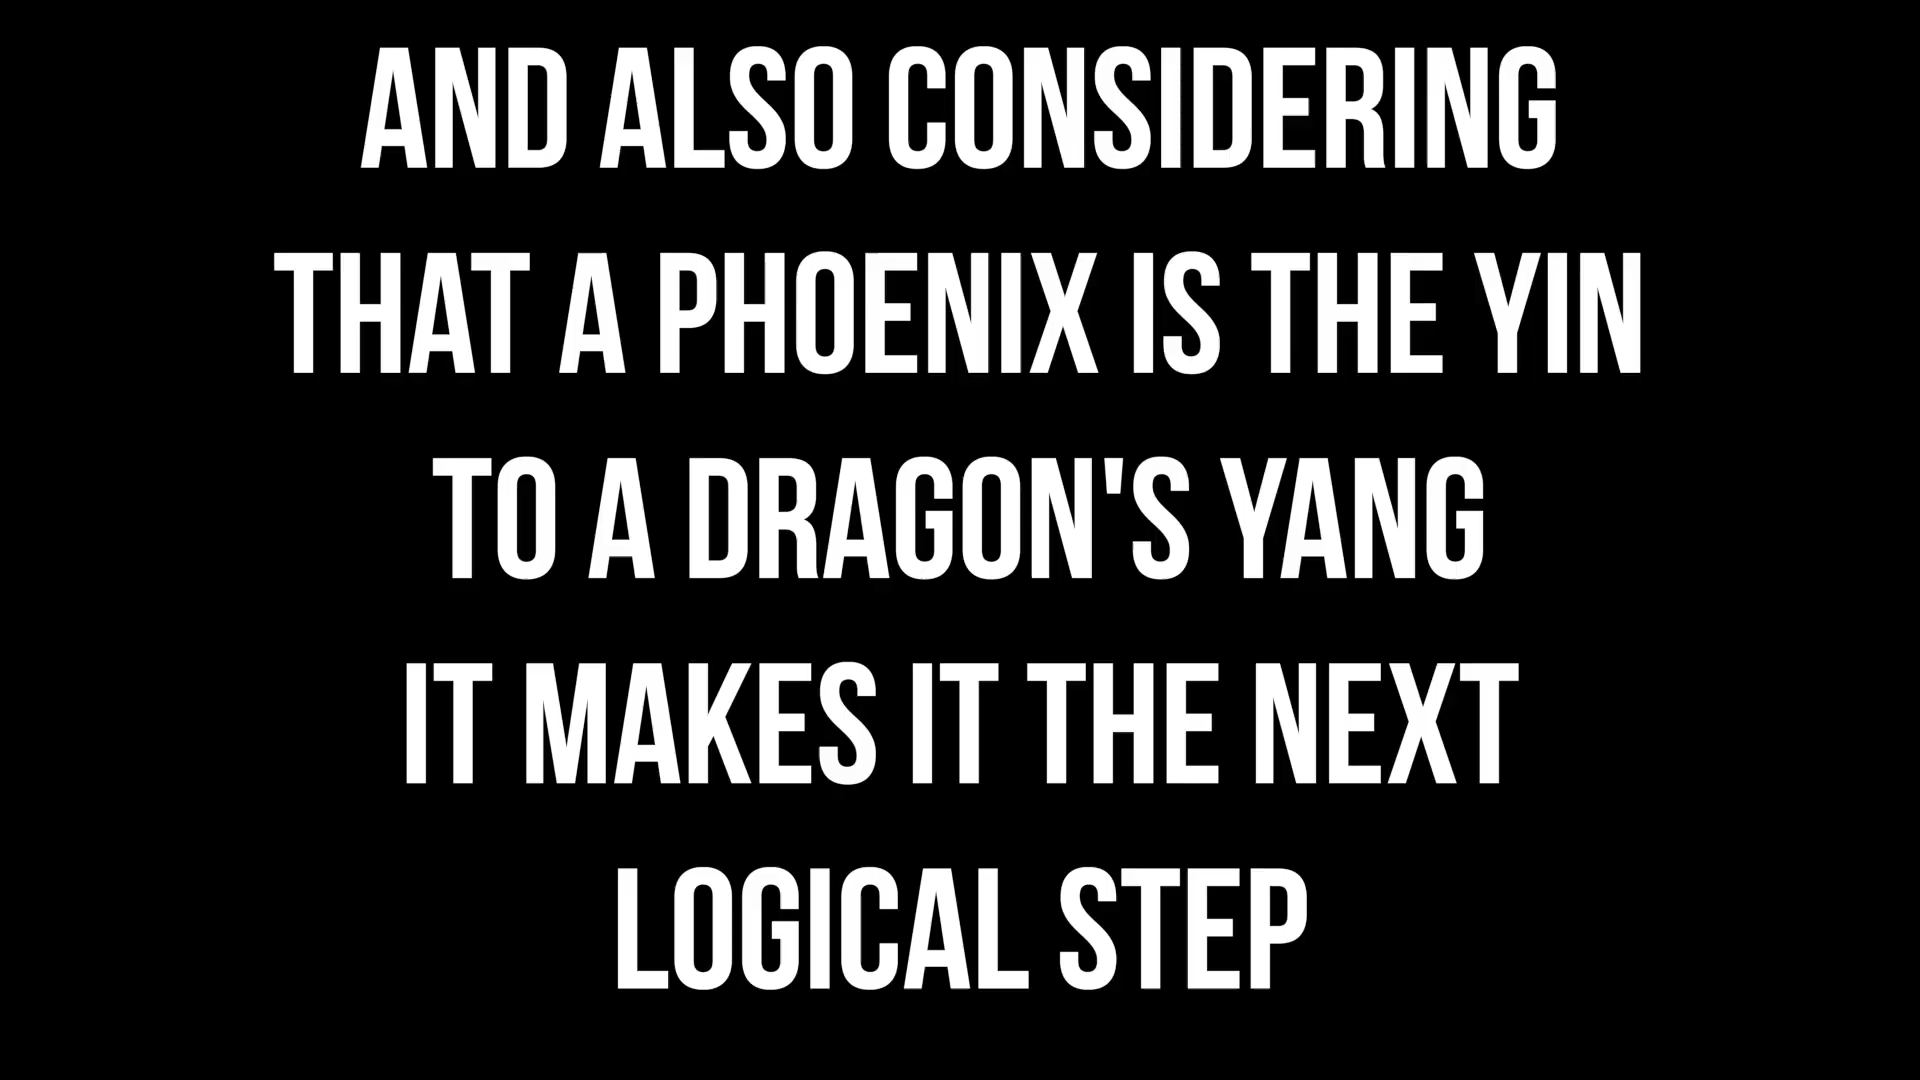 AND ALSO CONSIDERING
THAT A PHOENIX IS THE YIN
TO A DRAGON'S YANG
IT MAKES IT THE NEXT
LOGICAL STEP